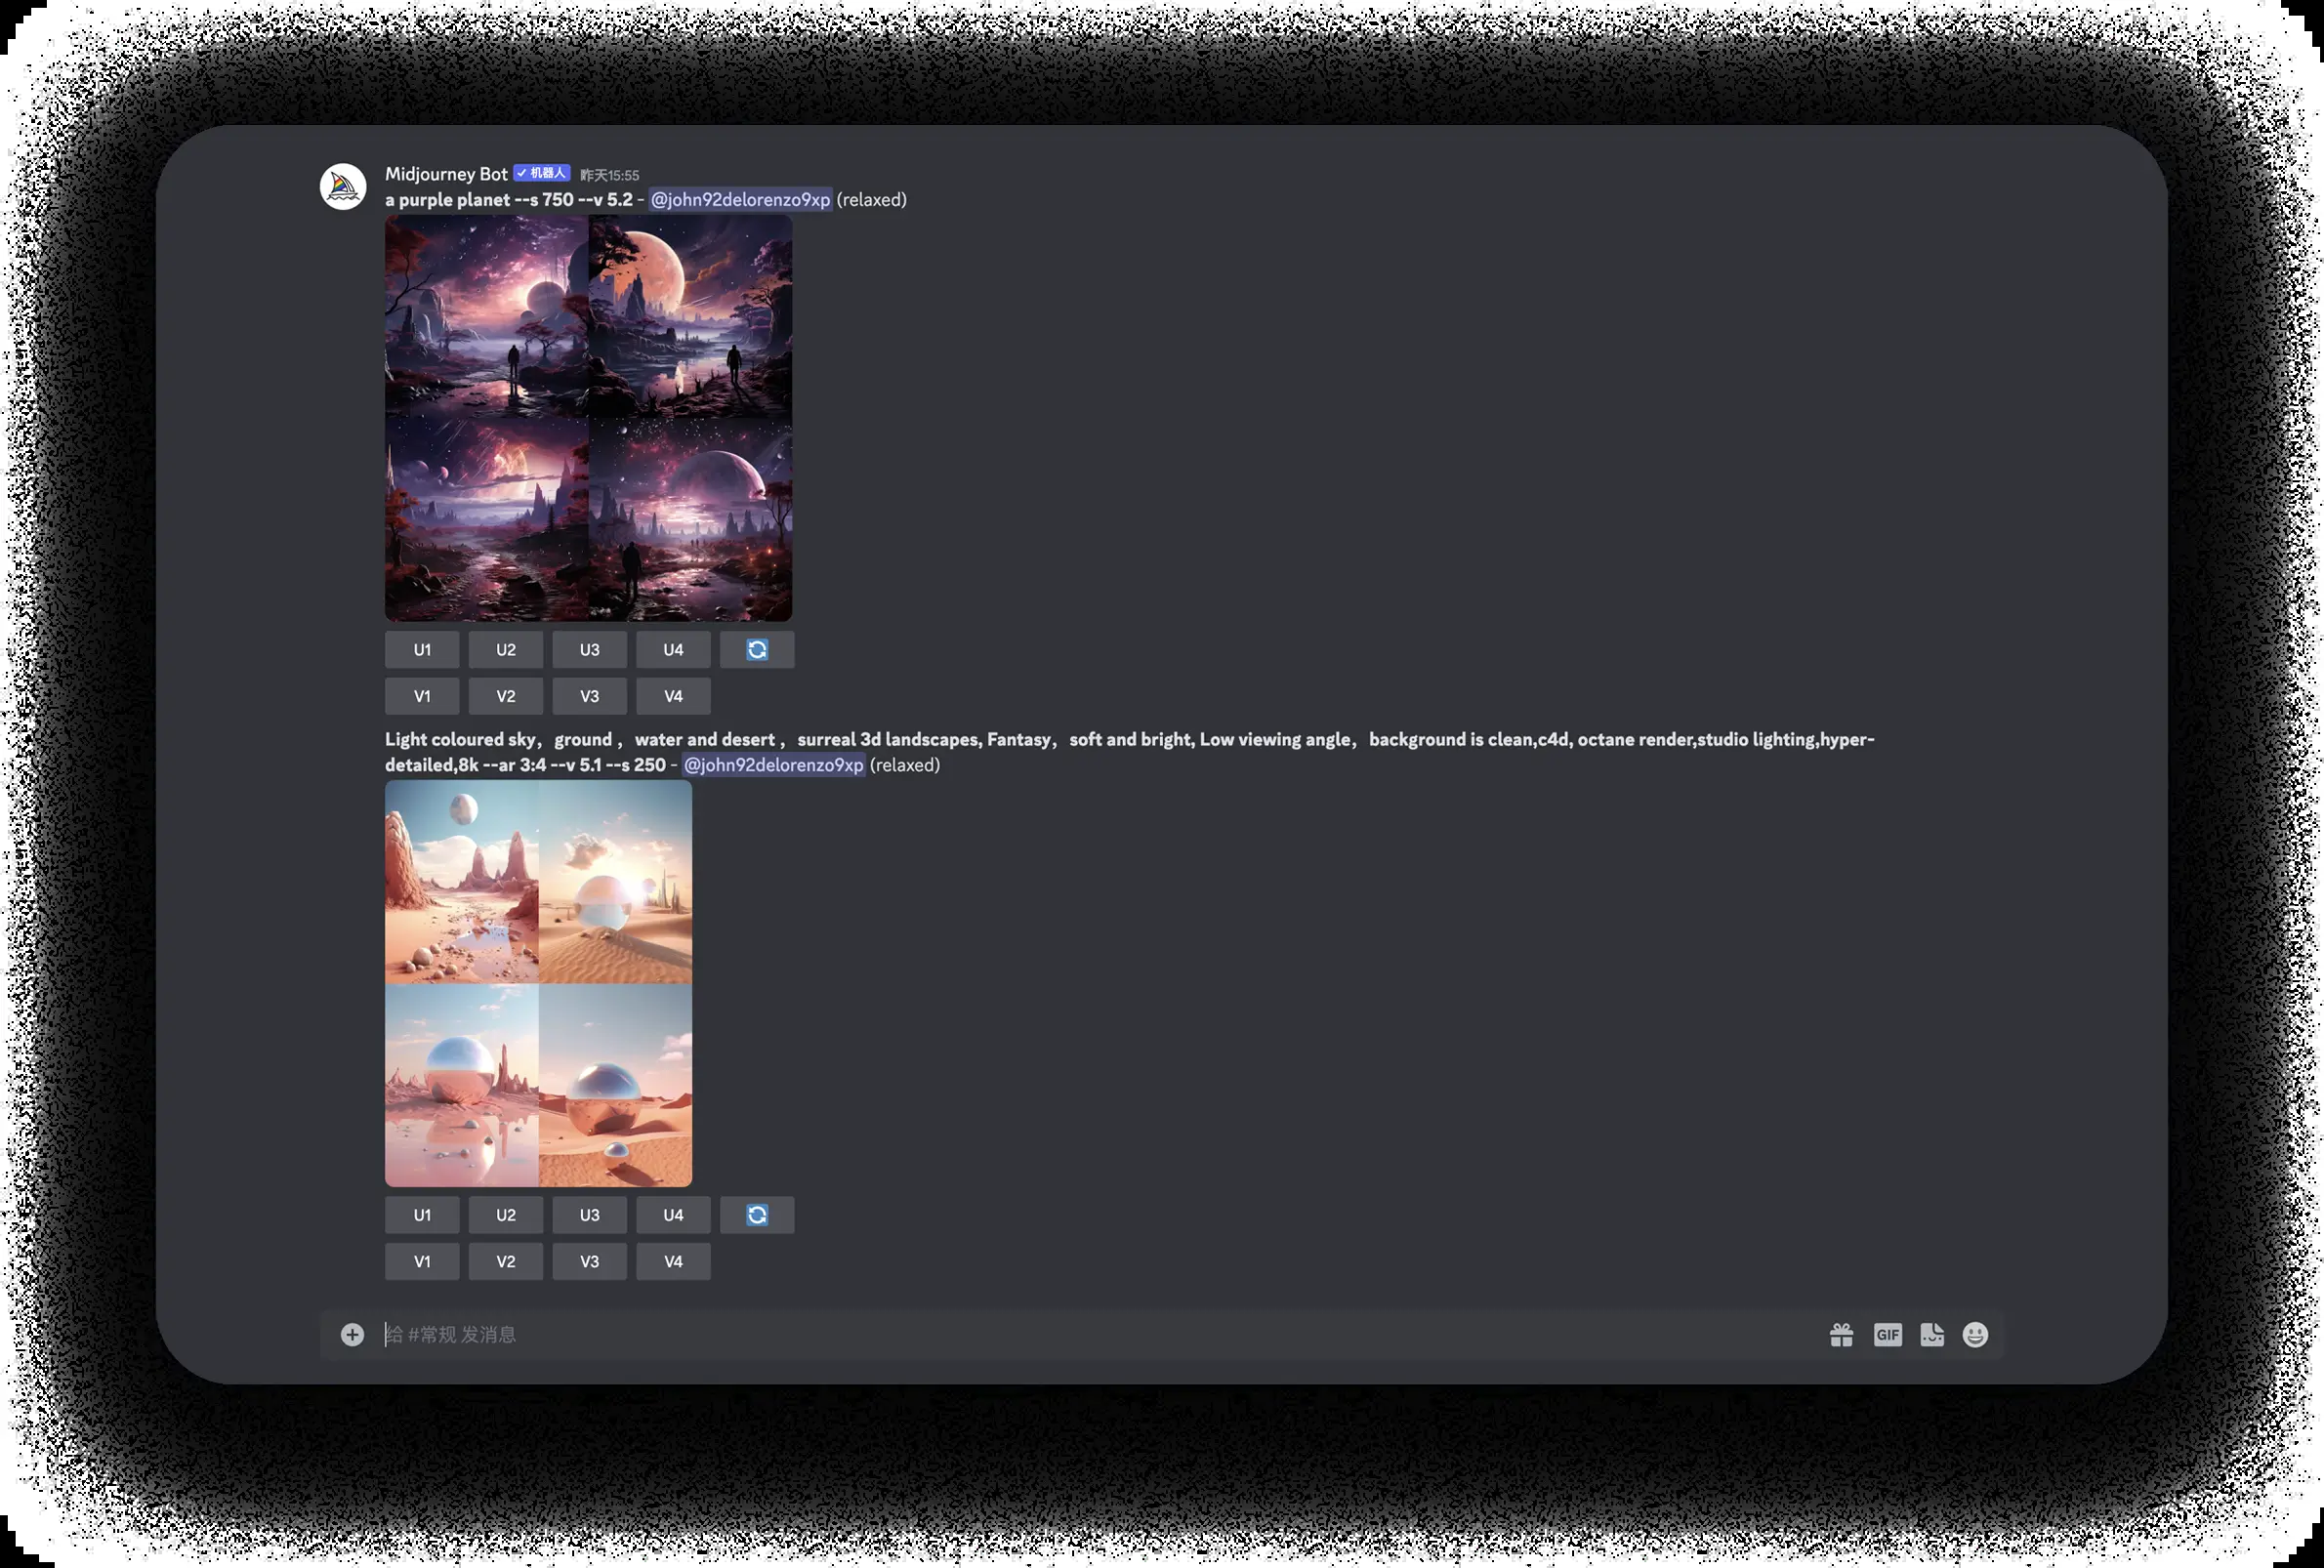 Midjourney Bot ✓ 机器人 昨天15:55
a purple planet --s 750 --v 5.2 - @john92delorenzo9xp (relaxed)
U1 U2 U3 U4
V1 V2 V3 V4
Light coloured sky，ground ，water and desert ，surreal 3d landscapes, Fantasy，soft and bright, Low viewing angle，background is clean,c4d, octane render,studio lighting,hyper-
detailed,8k --ar 3:4 --v 5.1 --s 250 - @john92delorenzo9xp (relaxed)
U1 U2 U3 U4
V1 V2 V3 V4
给 #常规 发消息 GIF